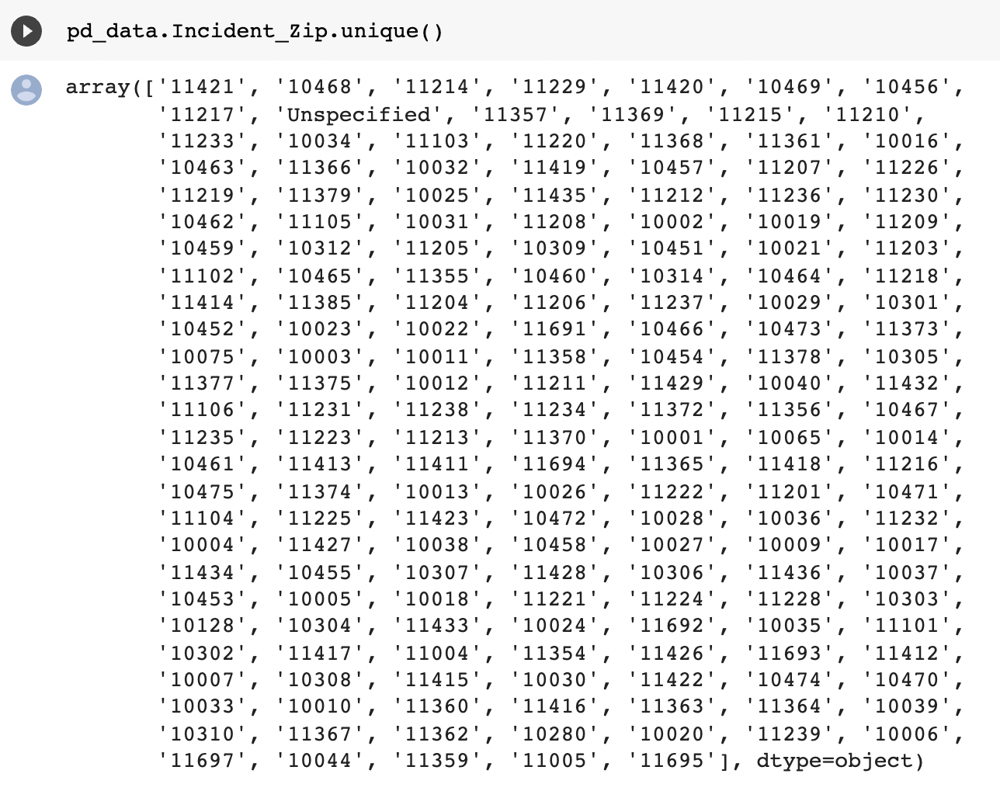 pd_data.Incident_Zip.unique()
array(['11421', '10468', '11214', '11229', '11420', '10469', '10456',
'11217', 'Unspecified', '11357', '11369', '11215', '11210',
'11233', '10034', '11103', '11220', '11368', '11361', '10016',
'10463', '11366', '10032', '11419', '10457', '11207', '11226',
'11219', '11379', '10025', '11435', '11212', '11236', '11230',
'10462', '11105', '10031', '11208', '10002', '10019', '11209',
'10459', '10312', '11205', '10309', '10451', '10021', '11203',
'11102', '10465', '11355', '10460', '10314', '10464', '11218',
'11414', '11385', '11204', '11206', '11237', '10029', '10301',
'10452', '10023', '10022', '11691', '10466', '10473', '11373',
'10075', '10003', '10011', '11358', '10454', '11378', '10305',
'11377', '11375', '10012', '11211', '11429', '10040', '11432',
'11106', '11231', '11238', '11234', '11372', '11356', '10467',
'11235', '11223', '11213', '11370', '10001', '10065', '10014',
'10461', '11413', '11411', '11694', '11365', '11418', '11216',
'10475', '11374', '10013', '10026', '11222', '11201', '10471',
'11104', '11225', '11423', '10472', '10028', '10036', '11232',
'10004', '11427', '10038', '10458', '10027', '10009', '10017',
'11434', '10455', '10307', '11428', '10306', '11436', '10037',
'10453', '10005', '10018', '11221', '11224', '11228', '10303',
'10128', '10304', '11433', '10024', '11692', '10035', '11101',
'10302', '11417', '11004', '11354', '11426', '11693', '11412',
'10007', '10308', '11415', '10030', '11422', '10474', '10470',
'10033', '10010', '11360', '11416', '11363', '11364', '10039',
'10310', '11367', '11362', '10280', '10020', '11239', '10006',
'11697', '10044', '11359', '11005', '11695'], dtype=object)